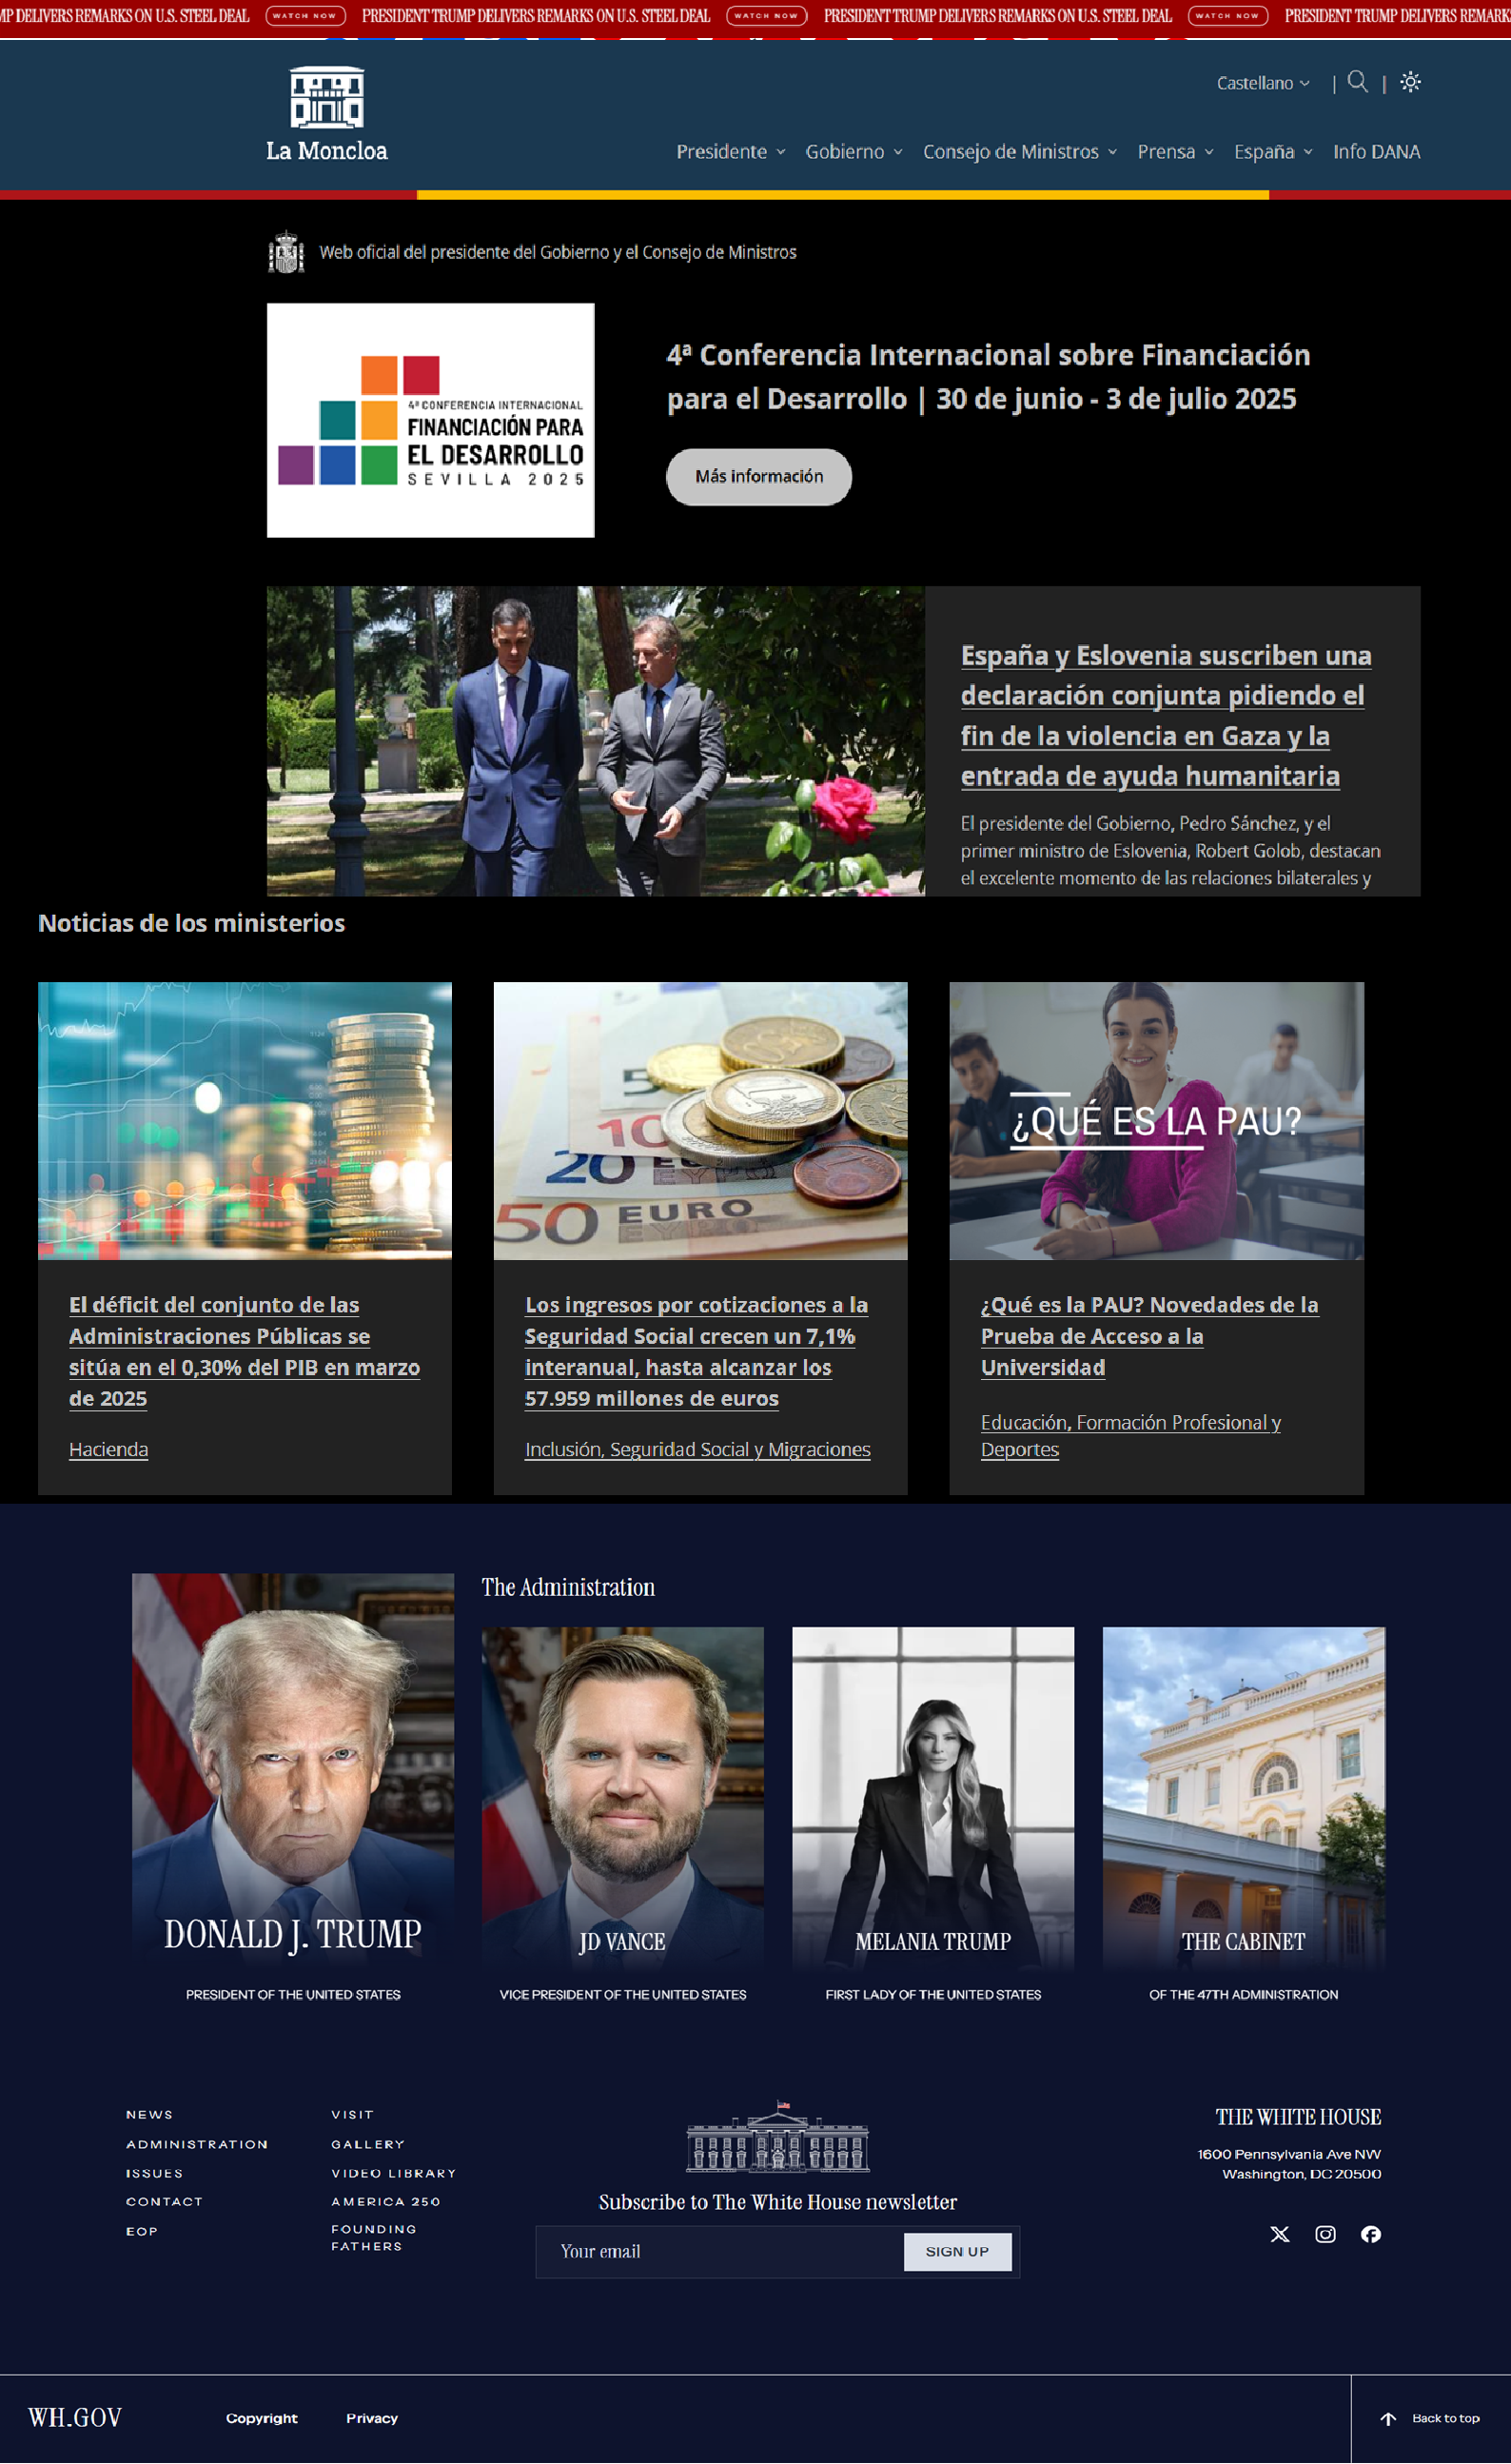 MP DELIVERS REMARKS ON U.S. STEEL DEAL WATCH NOW PRESIDENT TRUMP DELIVERS REMARKS ON U.S. STEEL DEAL WATCH NOW PRESIDENT TRUMP DELIVERS REMARKS ON U.S. STEEL DEAL WATCH NOW PRESIDENT TRUMP DELIVERS REMARKS
La Moncloa
Castellano
Presidente Gobierno Consejo de Ministros Prensa España Info DANA
Web oficial del presidente del Gobierno y el Consejo de Ministros
4ª CONFERENCIA INTERNACIONAL
FINANCIACIÓN PARA
EL DESARROLLO
SEVILLA 2025
4ª Conferencia Internacional sobre Financiación
para el Desarrollo | 30 de junio - 3 de julio 2025
Más información
España y Eslovenia suscriben una
declaración conjunta pidiendo el
fin de la violencia en Gaza y la
entrada de ayuda humanitaria
El presidente del Gobierno, Pedro Sánchez, y el
primer ministro de Eslovenia, Robert Golob, destacan
el excelente momento de las relaciones bilaterales y
Noticias de los ministerios
5
10
20 EURO
50 EURO
¿QUÉ ES LA PAU?
El déficit del conjunto de las
Administraciones Públicas se
sitúa en el 0,30% del PIB en marzo
de 2025
Hacienda
Los ingresos por cotizaciones a la
Seguridad Social crecen un 7,1%
interanual, hasta alcanzar los
57.959 millones de euros
Inclusión, Seguridad Social y Migraciones
¿Qué es la PAU? Novedades de la
Prueba de Acceso a la
Universidad
Educación, Formación Profesional y
Deportes
The Administration
DONALD J. TRUMP
PRESIDENT OF THE UNITED STATES
JD VANCE
VICE PRESIDENT OF THE UNITED STATES
MELANIA TRUMP
FIRST LADY OF THE UNITED STATES
THE CABINET
OF THE 47TH ADMINISTRATION
NEWS
ADMINISTRATION
ISSUES
CONTACT
EOP
VISIT
GALLERY
VIDEO LIBRARY
AMERICA 250
FOUNDING
FATHERS
Subscribe to The White House newsletter
Your email
SIGN UP
THE WHITE HOUSE
1600 Pennsylvania Ave NW
Washington, DC 20500
WH.GOV
Copyright
Privacy
Back to top